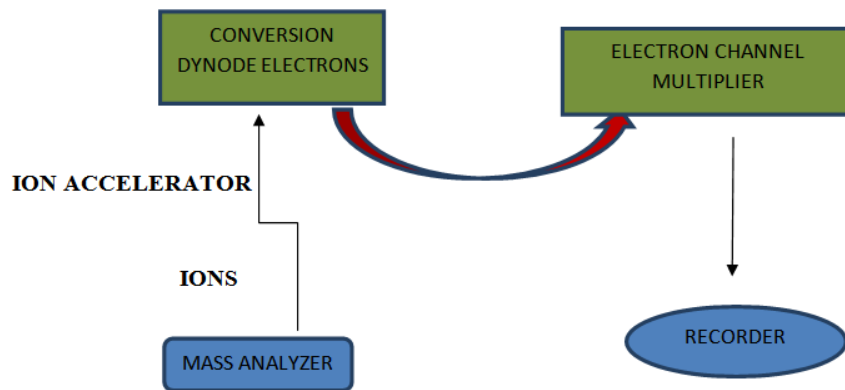 CONVERSION
DYNODE ELECTRONS
ELECTRON CHANNEL
MULTIPLIER
ION ACCELERATOR
IONS
MASS ANALYZER
RECORDER